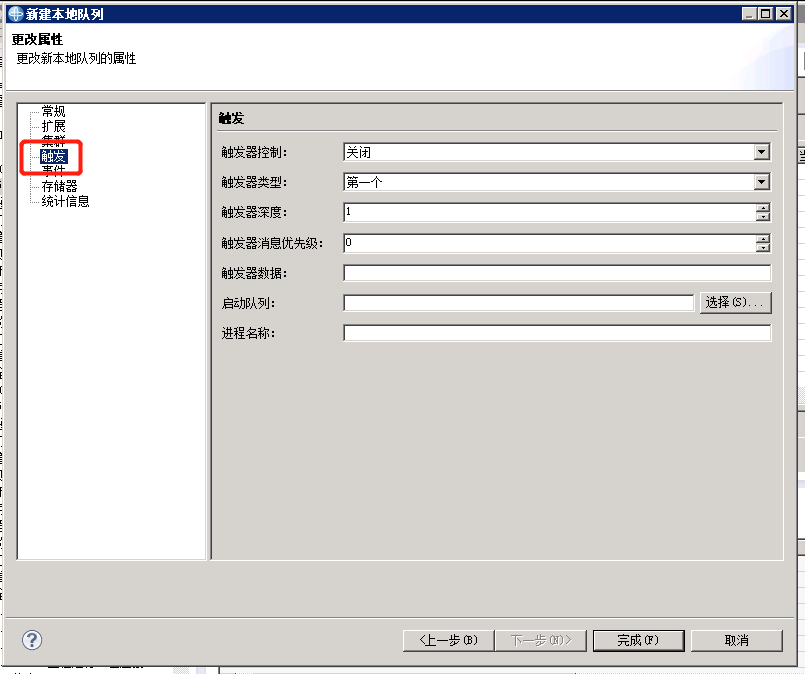 新建本地队列
更改属性
更改新本地队列的属性
常规
扩展
集群
触发
事件
存储器
统计信息
触发
触发器控制: 关闭
触发器类型: 第一个
触发器深度: 1
触发器消息优先级: 0
触发器数据:
启动队列: 选择(S)...
进程名称:
? <上一步(B) 下一步(N)> 完成(F) 取消